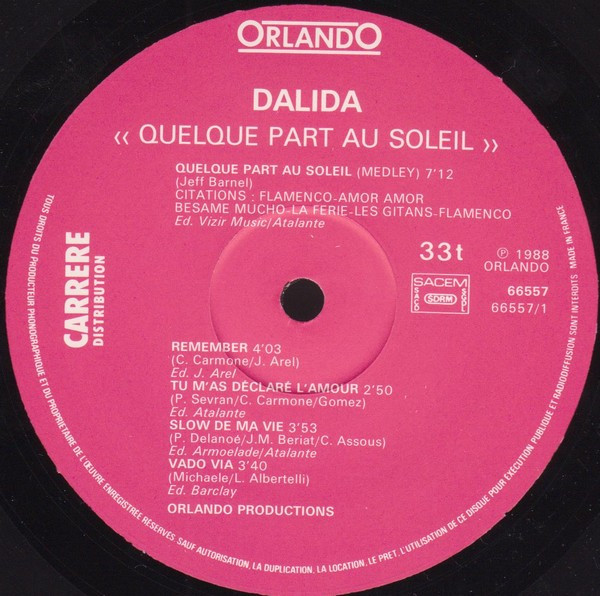 ORLANDO
DALIDA
‹‹ QUELQUE PART AU SOLEIL ››
QUELQUE PART AU SOLEIL (MEDLEY) 7'12
(Jeff Barnel)
CITATIONS : FLAMENCO-AMOR AMOR
BESAME MUCHO-LA FERIE-LES GITANS-FLAMENCO
Ed. Vizir Music/Atalante
33t
℗ 1988
ORLANDO
SACEM
SACD
SDRM
SGDL
66557
66557/1
CARRERE
DISTRIBUTION
REMEMBER 4'03
(C. Carmone/J. Arel)
Ed. J. Arel
TU M'AS DÉCLARÉ L'AMOUR 2'50
(P. Sevran/C. Carmone/Gomez)
Ed. Atalante
SLOW DE MA VIE 3'53
(P. Delanoé/J.M. Beriat/C. Assous)
Ed. Armoelade/Atalante
VADO VIA 3'40
(Michaele/L. Albertelli)
Ed. Barclay
ORLANDO PRODUCTIONS
TOUS DROITS DU PRODUCTEUR PHONOGRAPHIQUE ET DU PROPRIETAIRE DE L'ŒUVRE ENREGISTRÉE RESERVES SAUF AUTORISATION, LA DUPLICATION, LA LOCATION, LE PRET, L'UTILISATION DE CE DISQUE POUR EXÉCUTION PUBLIQUE ET RADIODIFFUSION SONT INTERDITS MADE IN FRANCE